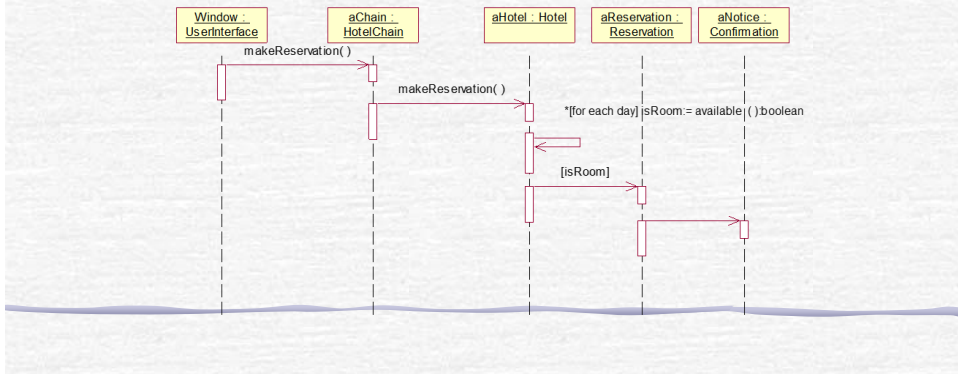 Window :
UserInterface
aChain :
HotelChain
aHotel : Hotel
aReservation :
Reservation
aNotice :
Confirmation
makeReservation( )
makeReservation( )
*[for each day] isRoom:= available ( ):boolean
[isRoom]